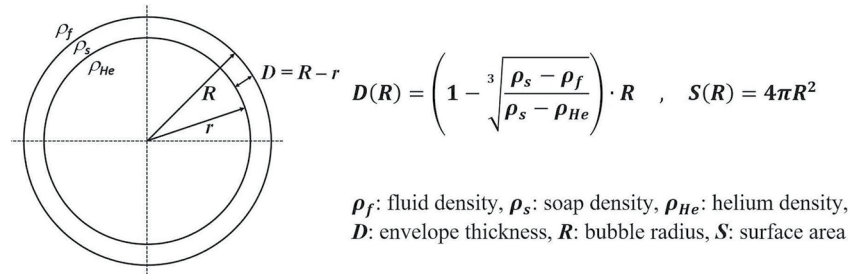 ρf
ρs
ρHe
D = R − r
R
r
D(R) = (1 − ∛((ρs − ρf)/(ρs − ρHe))) · R , S(R) = 4πR²
ρf: fluid density, ρs: soap density, ρHe: helium density,
D: envelope thickness, R: bubble radius, S: surface area